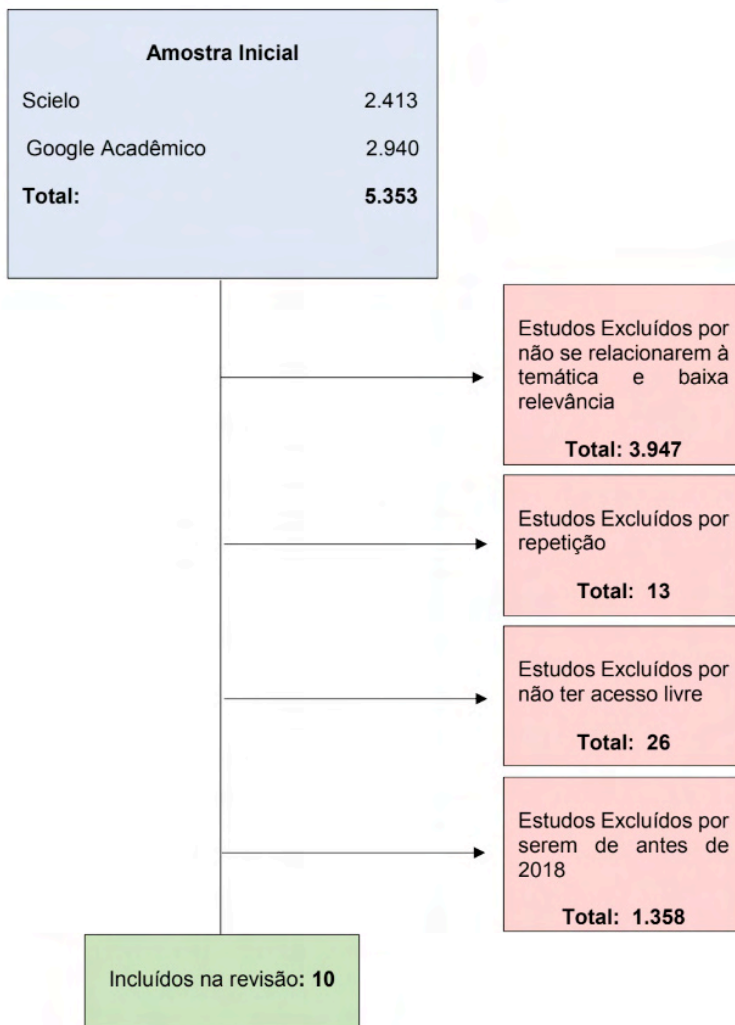 Amostra Inicial
Scielo 2.413
Google Acadêmico 2.940
Total: 5.353
Estudos Excluídos por
não se relacionarem à
temática e baixa
relevância
Total: 3.947
Estudos Excluídos por
repetição
Total: 13
Estudos Excluídos por
não ter acesso livre
Total: 26
Estudos Excluídos por
serem de antes de
2018
Total: 1.358
Incluídos na revisão: 10